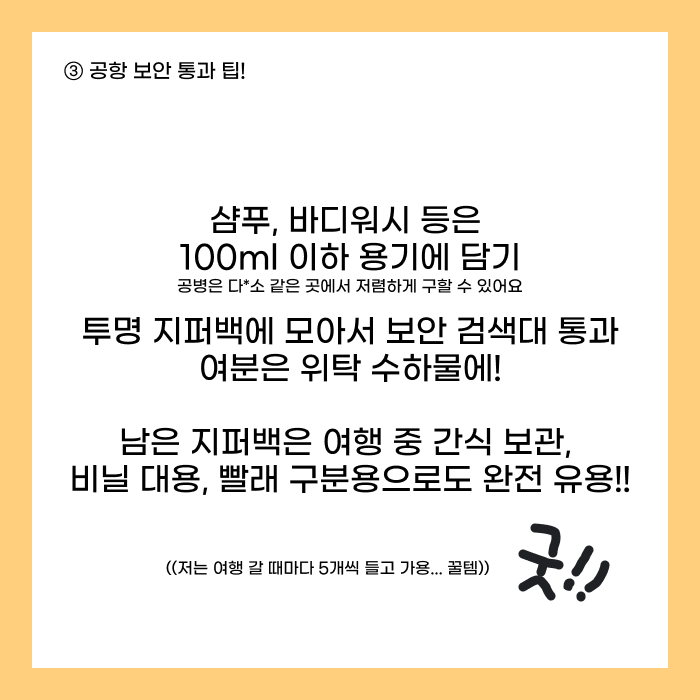 ③ 공항 보안 통과 팁!
샴푸, 바디워시 등은
100ml 이하 용기에 담기
공병은 다*소 같은 곳에서 저렴하게 구할 수 있어요
투명 지퍼백에 모아서 보안 검색대 통과
여분은 위탁 수하물에!
남은 지퍼백은 여행 중 간식 보관,
비닐 대용, 빨래 구분용으로도 완전 유용!!
((저는 여행 갈 때마다 5개씩 들고 가용... 꿀템))
굿!!